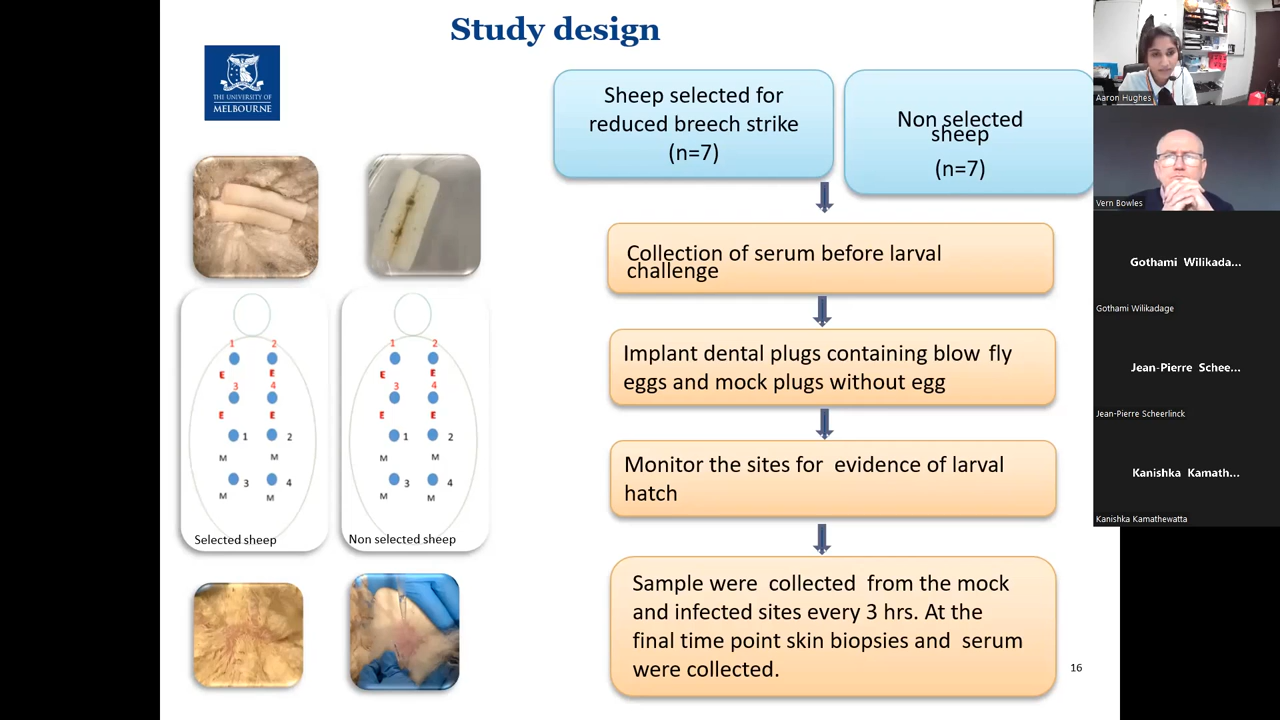 Study design
THE UNIVERSITY OF
MELBOURNE
Sheep selected for
reduced breech strike
(n=7)
Non selected
sheep
(n=7)
Collection of serum before larval
challenge
Implant dental plugs containing blow fly
eggs and mock plugs without egg
Monitor the sites for evidence of larval
hatch
Sample were collected from the mock
and infected sites every 3 hrs. At the
final time point skin biopsies and serum
were collected.
16
1 2
E E
3 4
E E
1 2
M M
3 4
M M
Selected sheep
1 2
E E
3 4
E E
1 2
M M
3 4
M M
Non selected sheep
Aaron Hughes
Vern Bowles
Gothami Wilikada...
Gothami Wilikadage
Jean-Pierre Schee...
Jean-Pierre Scheerlinck
Kanishka Kamath...
Kanishka Kamathewatta